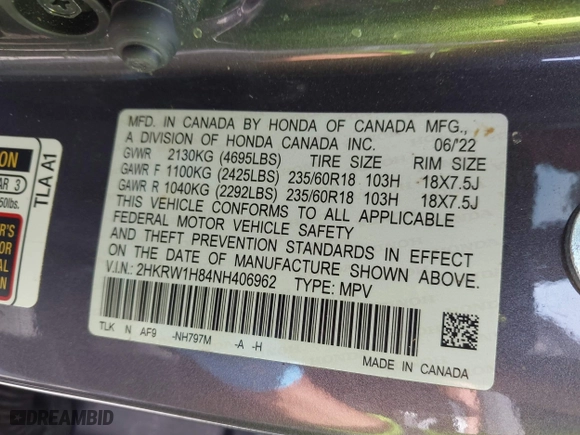 MFD. IN CANADA BY HONDA OF CANADA MFG.,
A DIVISION OF HONDA CANADA INC. 06/'22
GVWR 2130KG (4695LBS) TIRE SIZE RIM SIZE
GAWR F 1100KG (2425LBS) 235/60R18 103H 18X7.5J
GAWR R 1040KG (2292LBS) 235/60R18 103H 18X7.5J
THIS VEHICLE CONFORMS TO ALL APPLICABLE
FEDERAL MOTOR VEHICLE SAFETY
AND THEFT PREVENTION STANDARDS IN EFFECT
ON THE DATE OF MANUFACTURE SHOWN ABOVE.
V.I.N.: 2HKRW1H84NH406962 TYPE: MPV
TLK N AF9 -NH797M -A -H
MADE IN CANADA
TLA A1
3
50lbs.
DREAMBID